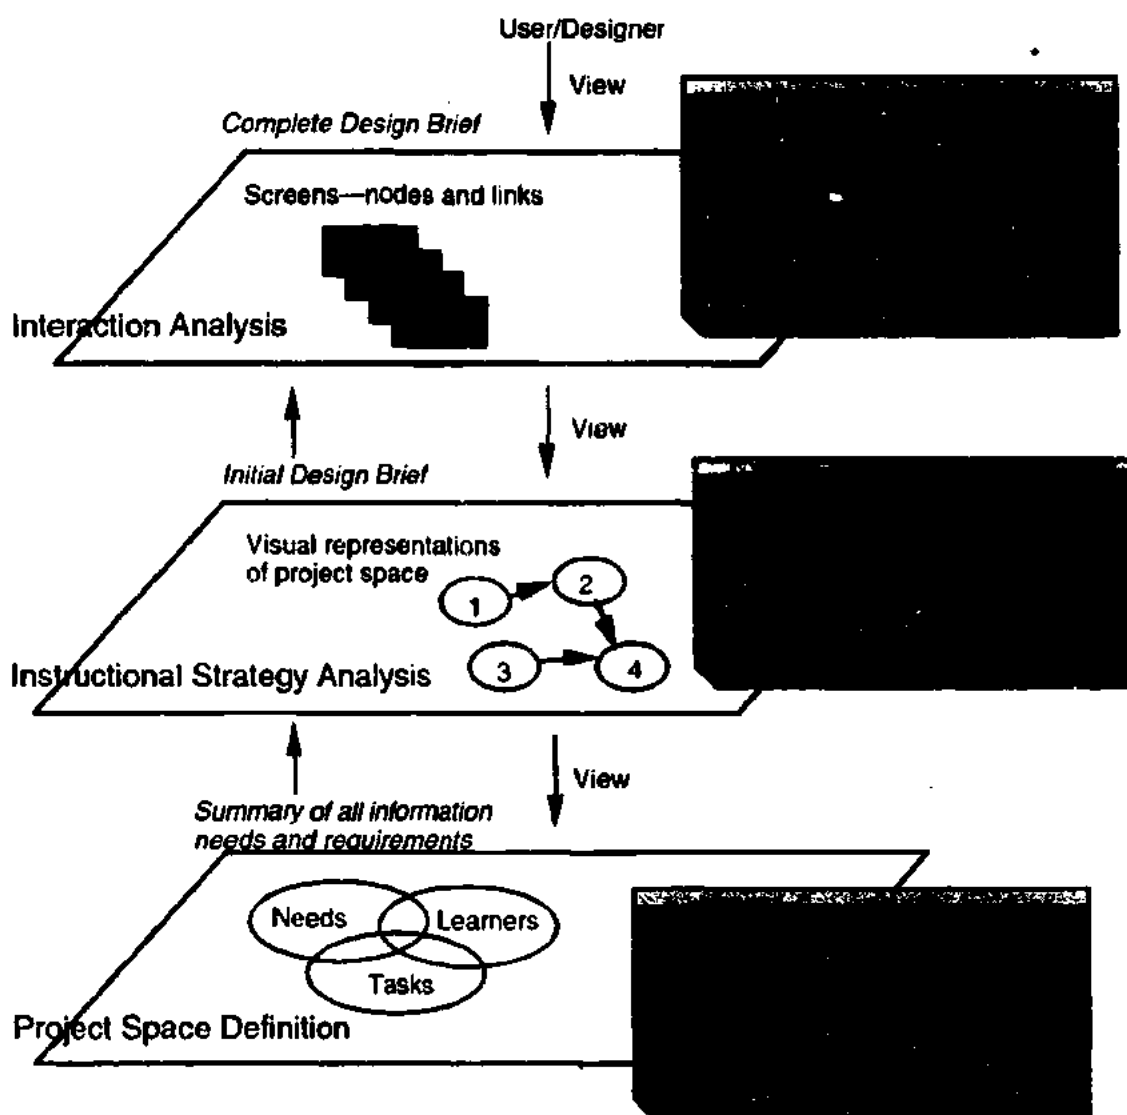 User/Designer
View
Complete Design Brief
Screens—nodes and links
Interaction Analysis
View
Initial Design Brief
Visual representations
of project space
1
2
3
4
Instructional Strategy Analysis
View
Summary of all information
needs and requirements
Needs
Learners
Tasks
Project Space Definition